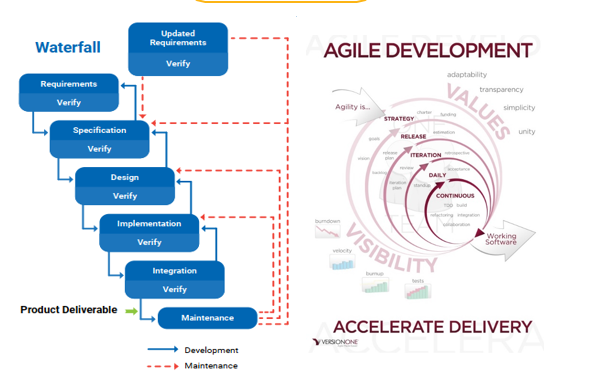 Waterfall
Updated
Requirements
Verify
Requirements
Verify
Specification
Verify
Design
Verify
Implementation
Verify
Integration
Verify
Product Deliverable
Maintenance
Development
Maintenance
AGILE DEVELOPMENT
adaptability
transparency
simplicity
unity
VALUES
Agility is...
STRATEGY
charter
funding
goals
RELEASE
estimation
vision
release
plan
ITERATION
retrospective
review
DAILY
acceptance
iteration
plan
standup
CONTINUOUS
TDD
build
refactoring
integration
collaboration
Working
Software
VISIBILITY
burndown
velocity
burnup
tests
ACCELERATE DELIVERY
VERSIONONE